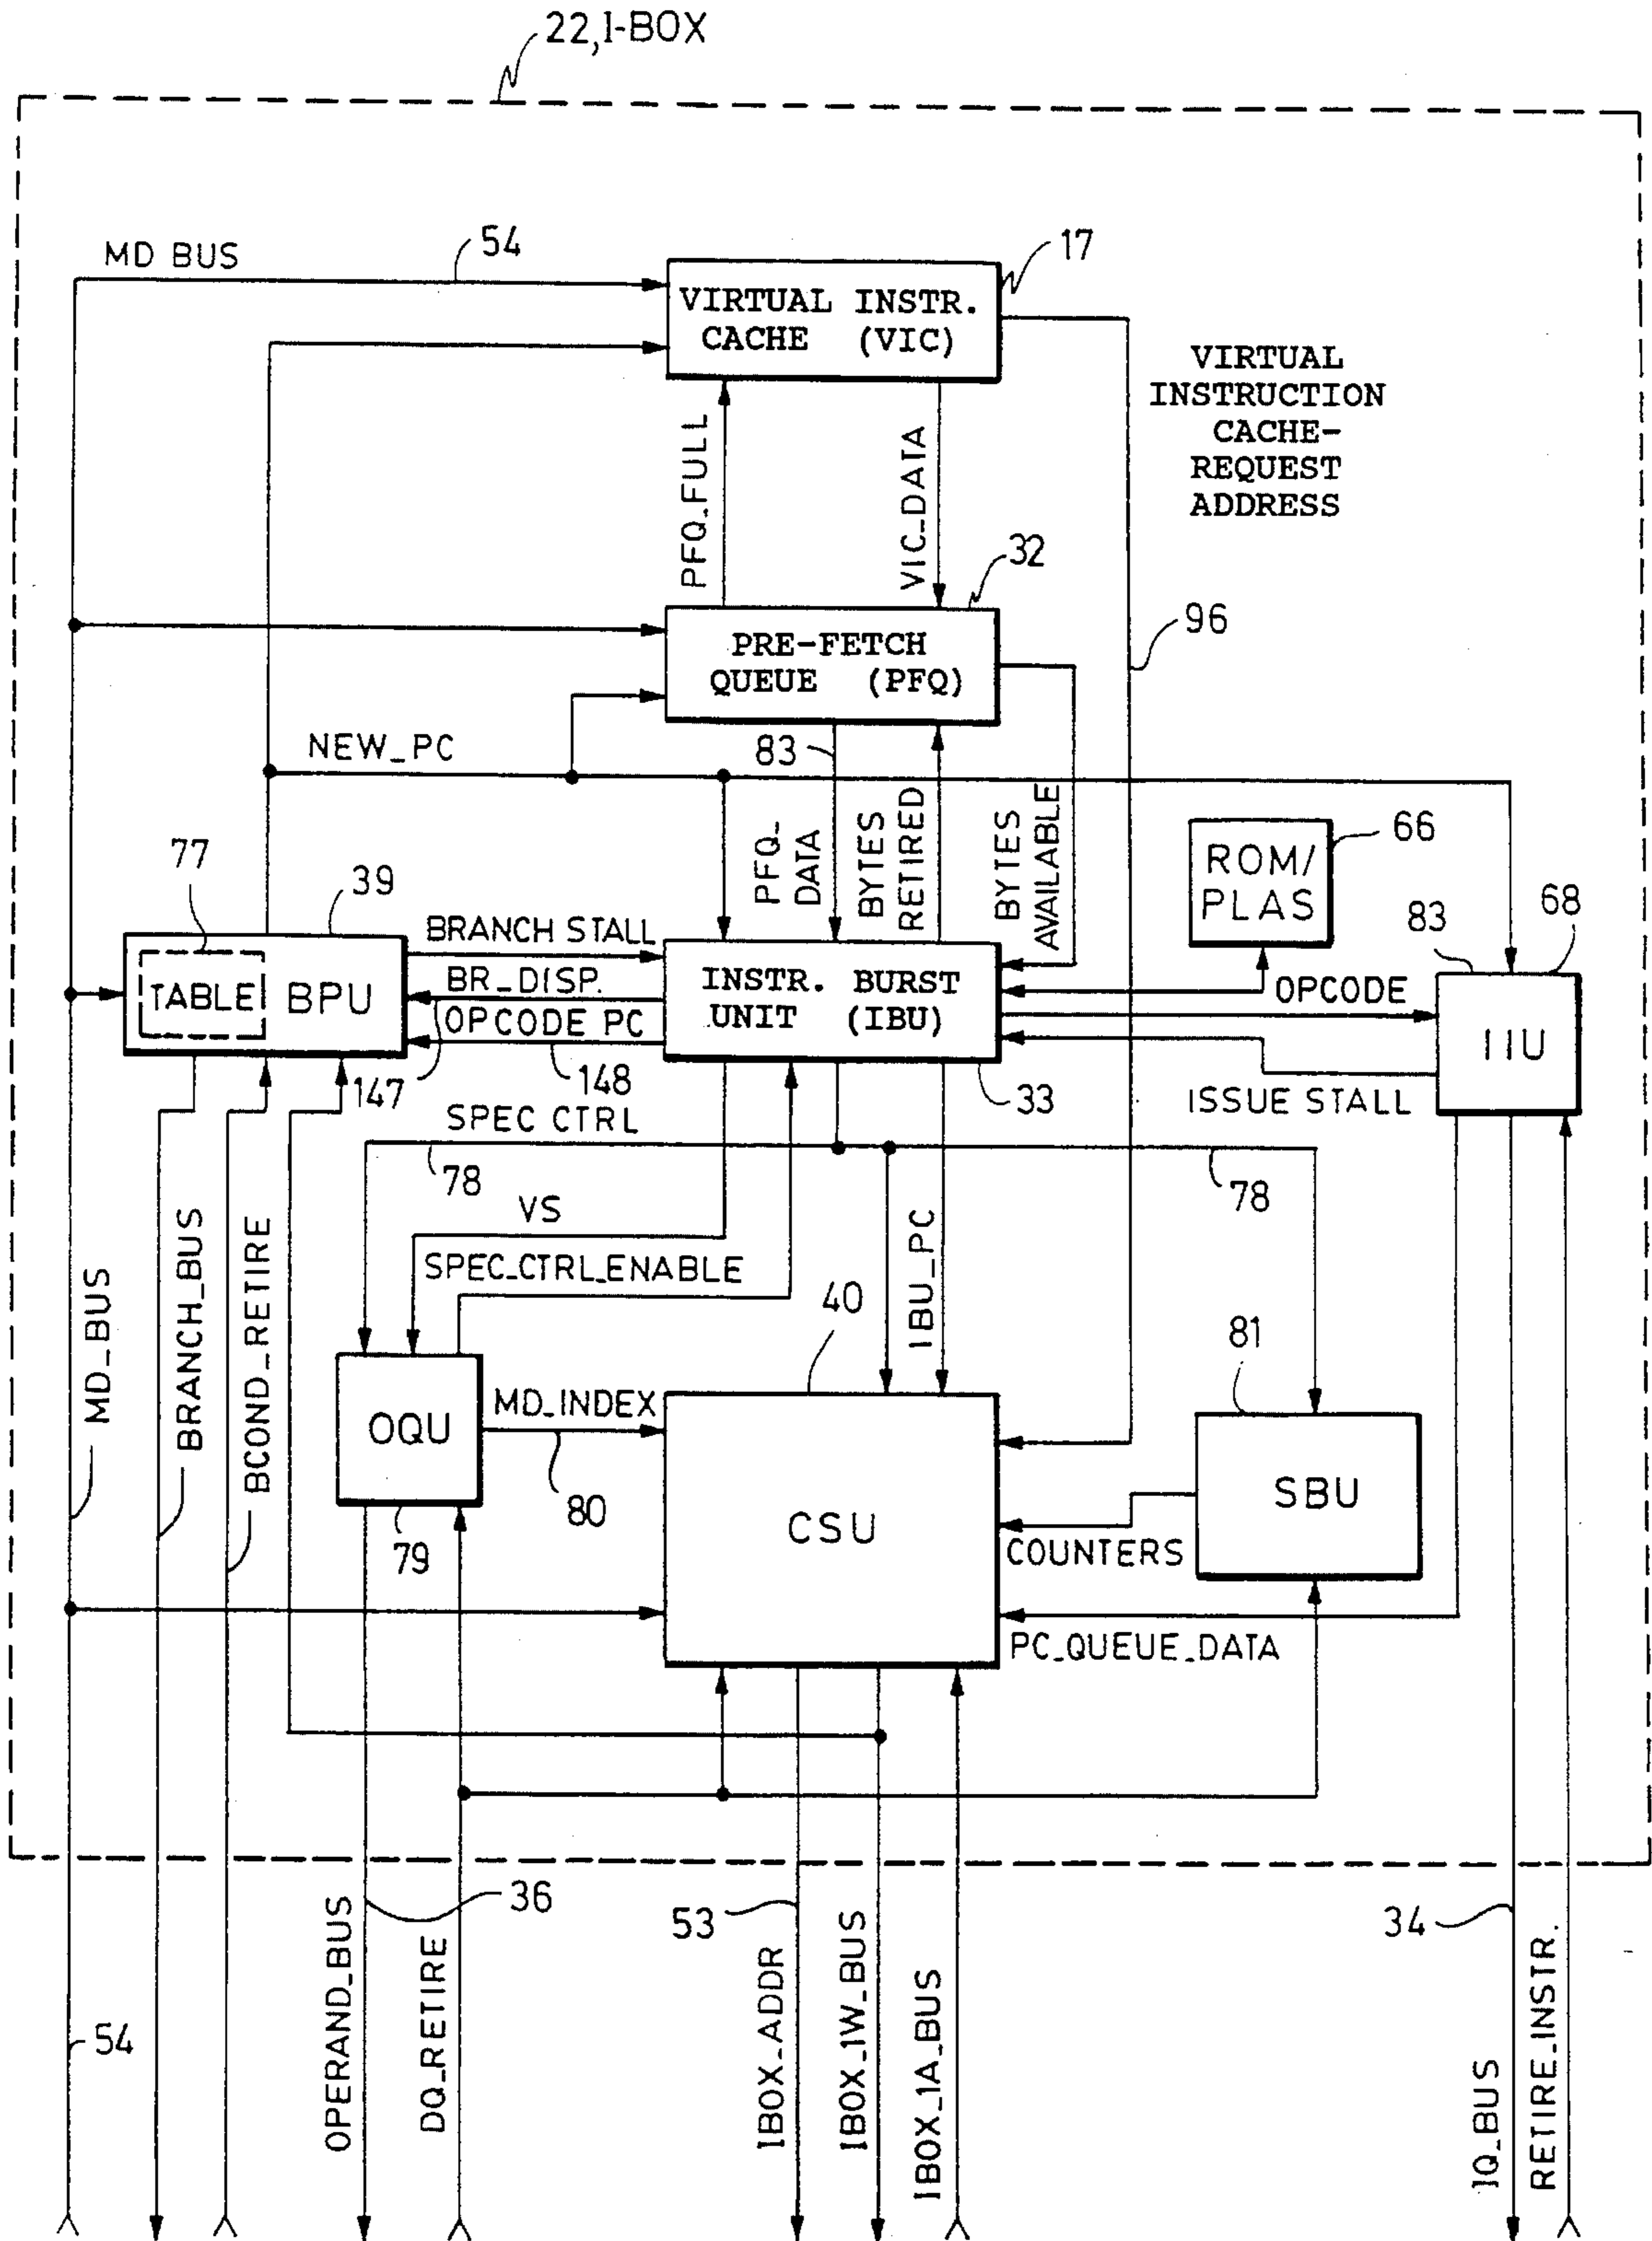 22,I-BOX
MD BUS
54
17
VIRTUAL INSTR.
CACHE (VIC)
VIRTUAL
INSTRUCTION
CACHE-
REQUEST
ADDRESS
PFQ_FULL
VIC_DATA
32
PRE-FETCH
QUEUE (PFQ)
96
NEW_PC
83
PFQ_
DATA
BYTES
RETIRED
BYTES
AVAILABLE
66
ROM/
PLAS
77
39
BRANCH STALL
TABLE
BPU
BR_DISP.
OPCODE PC
INSTR. BURST
UNIT (IBU)
OPCODE
83
68
IIU
147
148
33
ISSUE STALL
SPEC CTRL
78
78
VS
SPEC_CTRL_ENABLE
IBU_PC
MD_BUS
BRANCH_BUS
BCOND_RETIRE
40
81
OQU
MD_INDEX
80
79
CSU
SBU
COUNTERS
PC_QUEUE_DATA
36
53
34
54
OPERAND_BUS
DQ_RETIRE
IBOX_ADDR
IBOX_1W_BUS
IBOX_1A_BUS
IQ_BUS
RETIRE_INSTR.